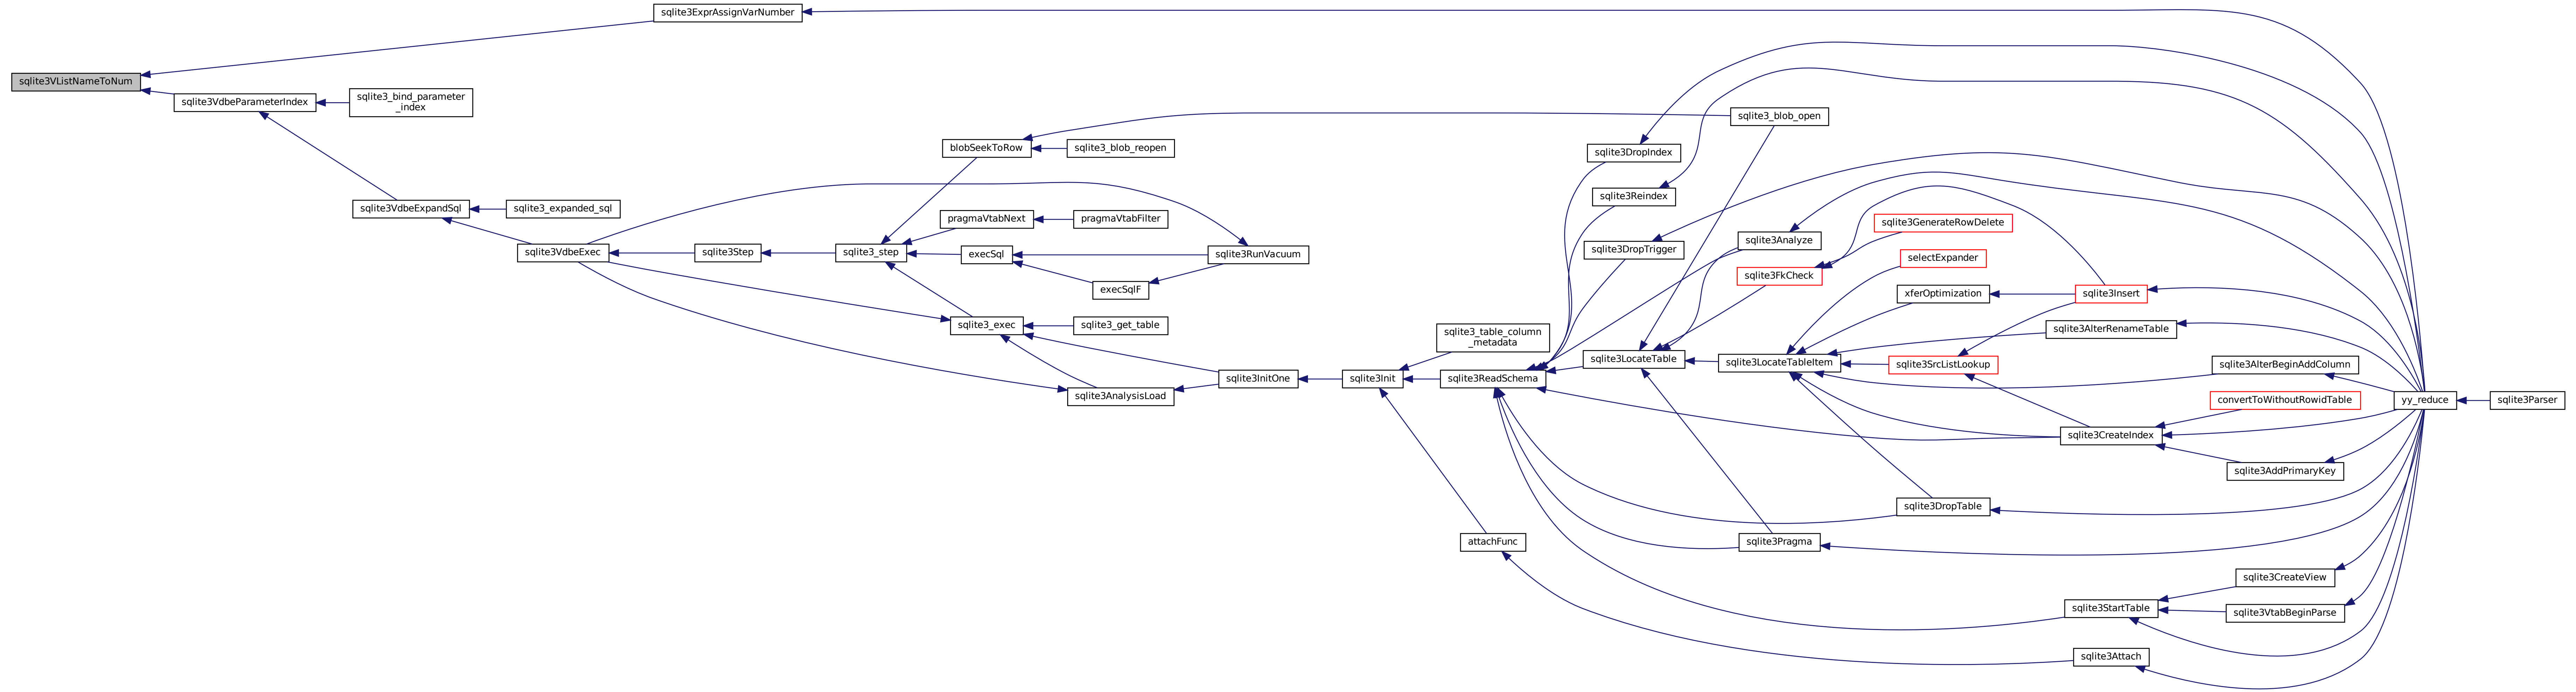 sqlite3ExprAssignVarNumber
sqlite3VListNameToNum
sqlite3VdbeParameterIndex
sqlite3_bind_parameter
_index
sqlite3_blob_open
blobSeekToRow
sqlite3_blob_reopen
sqlite3DropIndex
sqlite3Reindex
sqlite3VdbeExpandSql
sqlite3_expanded_sql
pragmaVtabNext
pragmaVtabFilter
sqlite3GenerateRowDelete
sqlite3Analyze
sqlite3DropTrigger
sqlite3VdbeExec
sqlite3Step
sqlite3_step
execSql
sqlite3RunVacuum
selectExpander
sqlite3FkCheck
execSqlF
xferOptimization
sqlite3Insert
sqlite3_exec
sqlite3_get_table
sqlite3_table_column
_metadata
sqlite3AlterRenameTable
sqlite3LocateTable
sqlite3LocateTableItem
sqlite3SrcListLookup
sqlite3AlterBeginAddColumn
sqlite3InitOne
sqlite3Init
sqlite3ReadSchema
sqlite3AnalysisLoad
convertToWithoutRowidTable
yy_reduce
sqlite3Parser
sqlite3CreateIndex
sqlite3AddPrimaryKey
sqlite3DropTable
attachFunc
sqlite3Pragma
sqlite3CreateView
sqlite3StartTable
sqlite3VtabBeginParse
sqlite3Attach